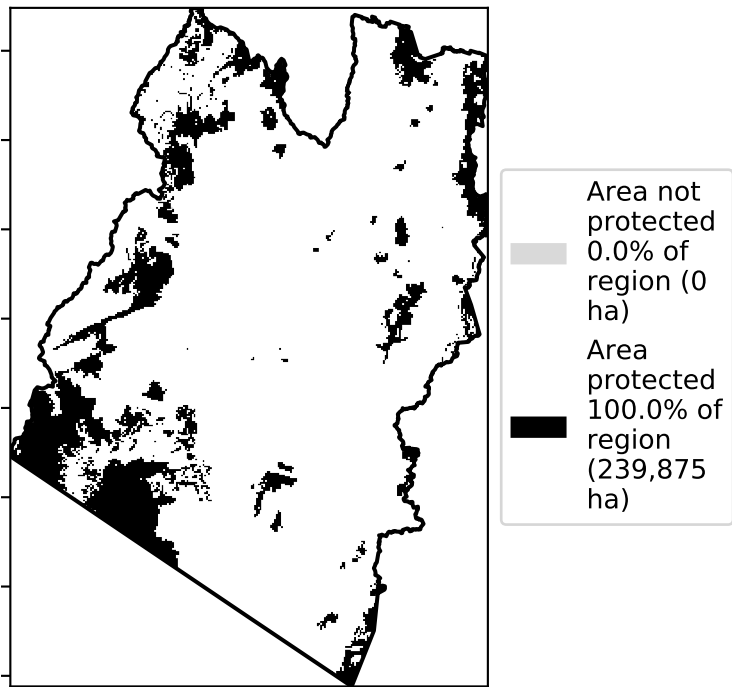 Area not
protected
0.0% of
region (0
ha)
Area
protected
100.0% of
region
(239,875
ha)